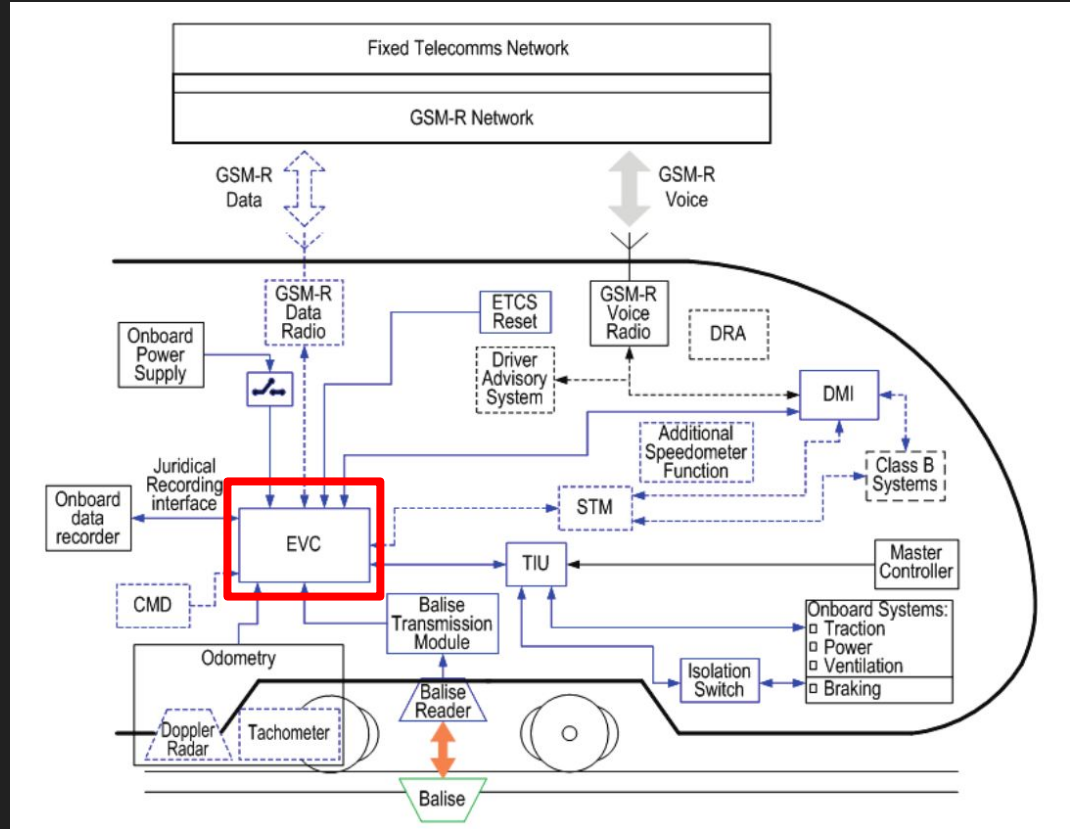 Fixed Telecomms Network
GSM-R Network
GSM-R
Data
GSM-R
Voice
GSM-R
Data
Radio
ETCS
Reset
GSM-R
Voice
Radio
DRA
Onboard
Power
Supply
Driver
Advisory
System
DMI
Additional
Speedometer
Function
Class B
Systems
Juridical
Recording
interface
Onboard
data
recorder
EVC
STM
TIU
Master
Controller
CMD
Balise
Transmission
Module
Onboard Systems:
Traction
Power
Ventilation
Braking
Odometry
Isolation
Switch
Balise
Reader
Doppler
Radar
Tachometer
Balise